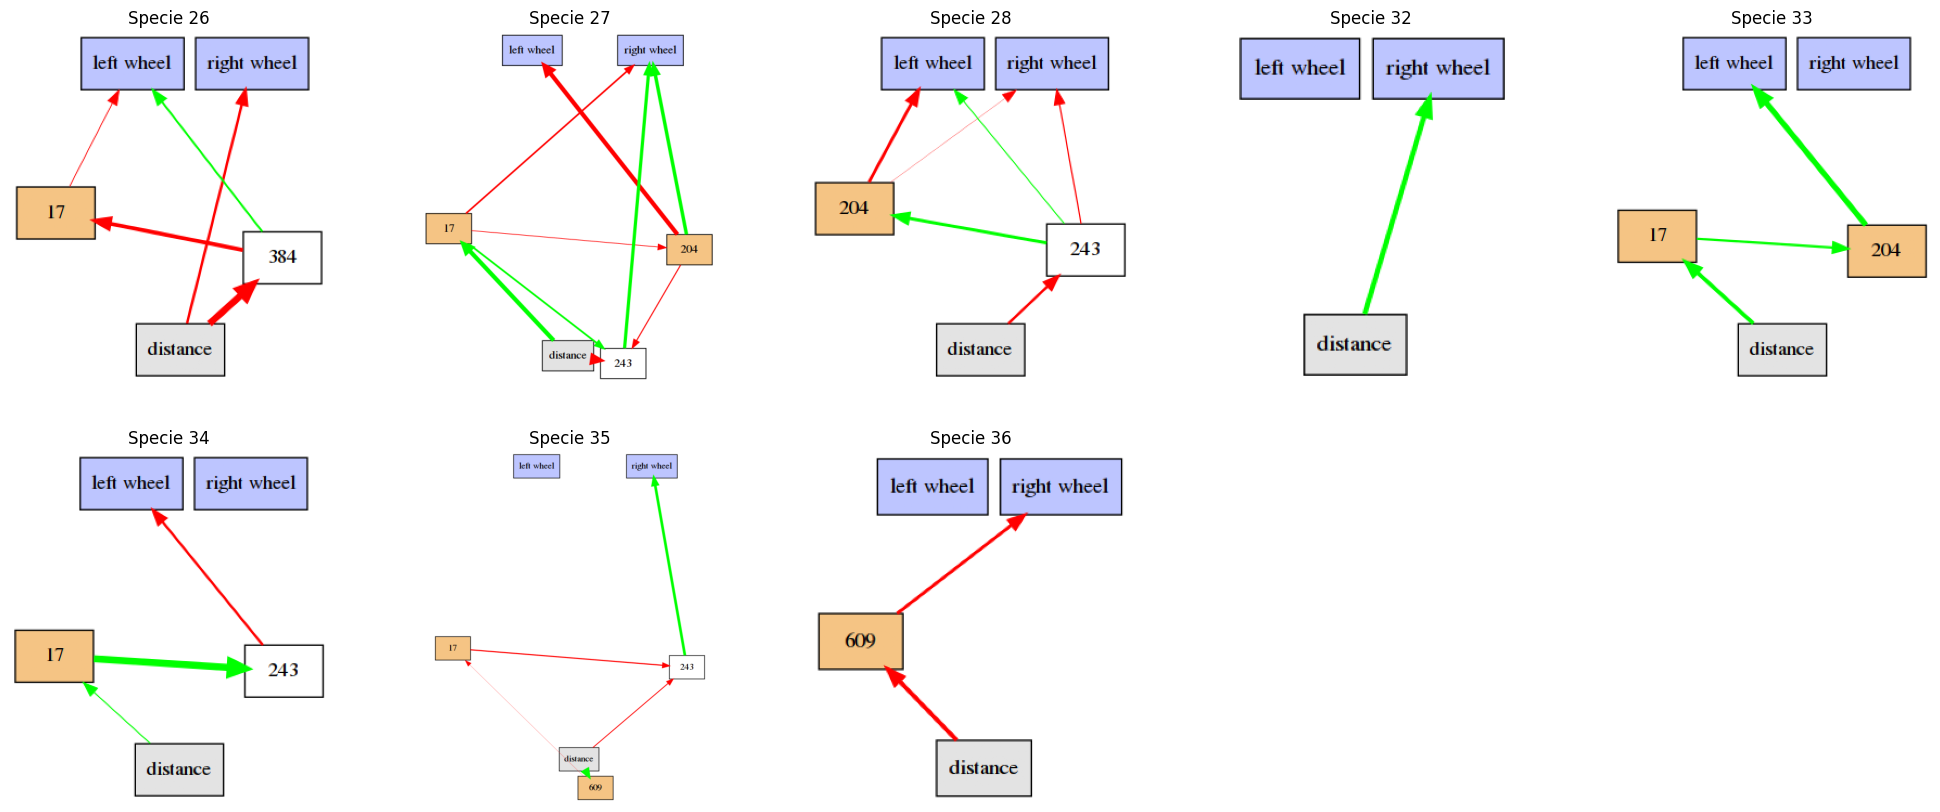 Specie 26
left wheel
right wheel
17
384
distance
Specie 27
left wheel
right wheel
17
204
distance
243
Specie 28
left wheel
right wheel
204
243
distance
Specie 32
left wheel
right wheel
distance
Specie 33
left wheel
right wheel
17
204
distance
Specie 34
left wheel
right wheel
17
243
distance
Specie 35
left wheel
right wheel
17
243
distance
609
Specie 36
left wheel
right wheel
609
distance